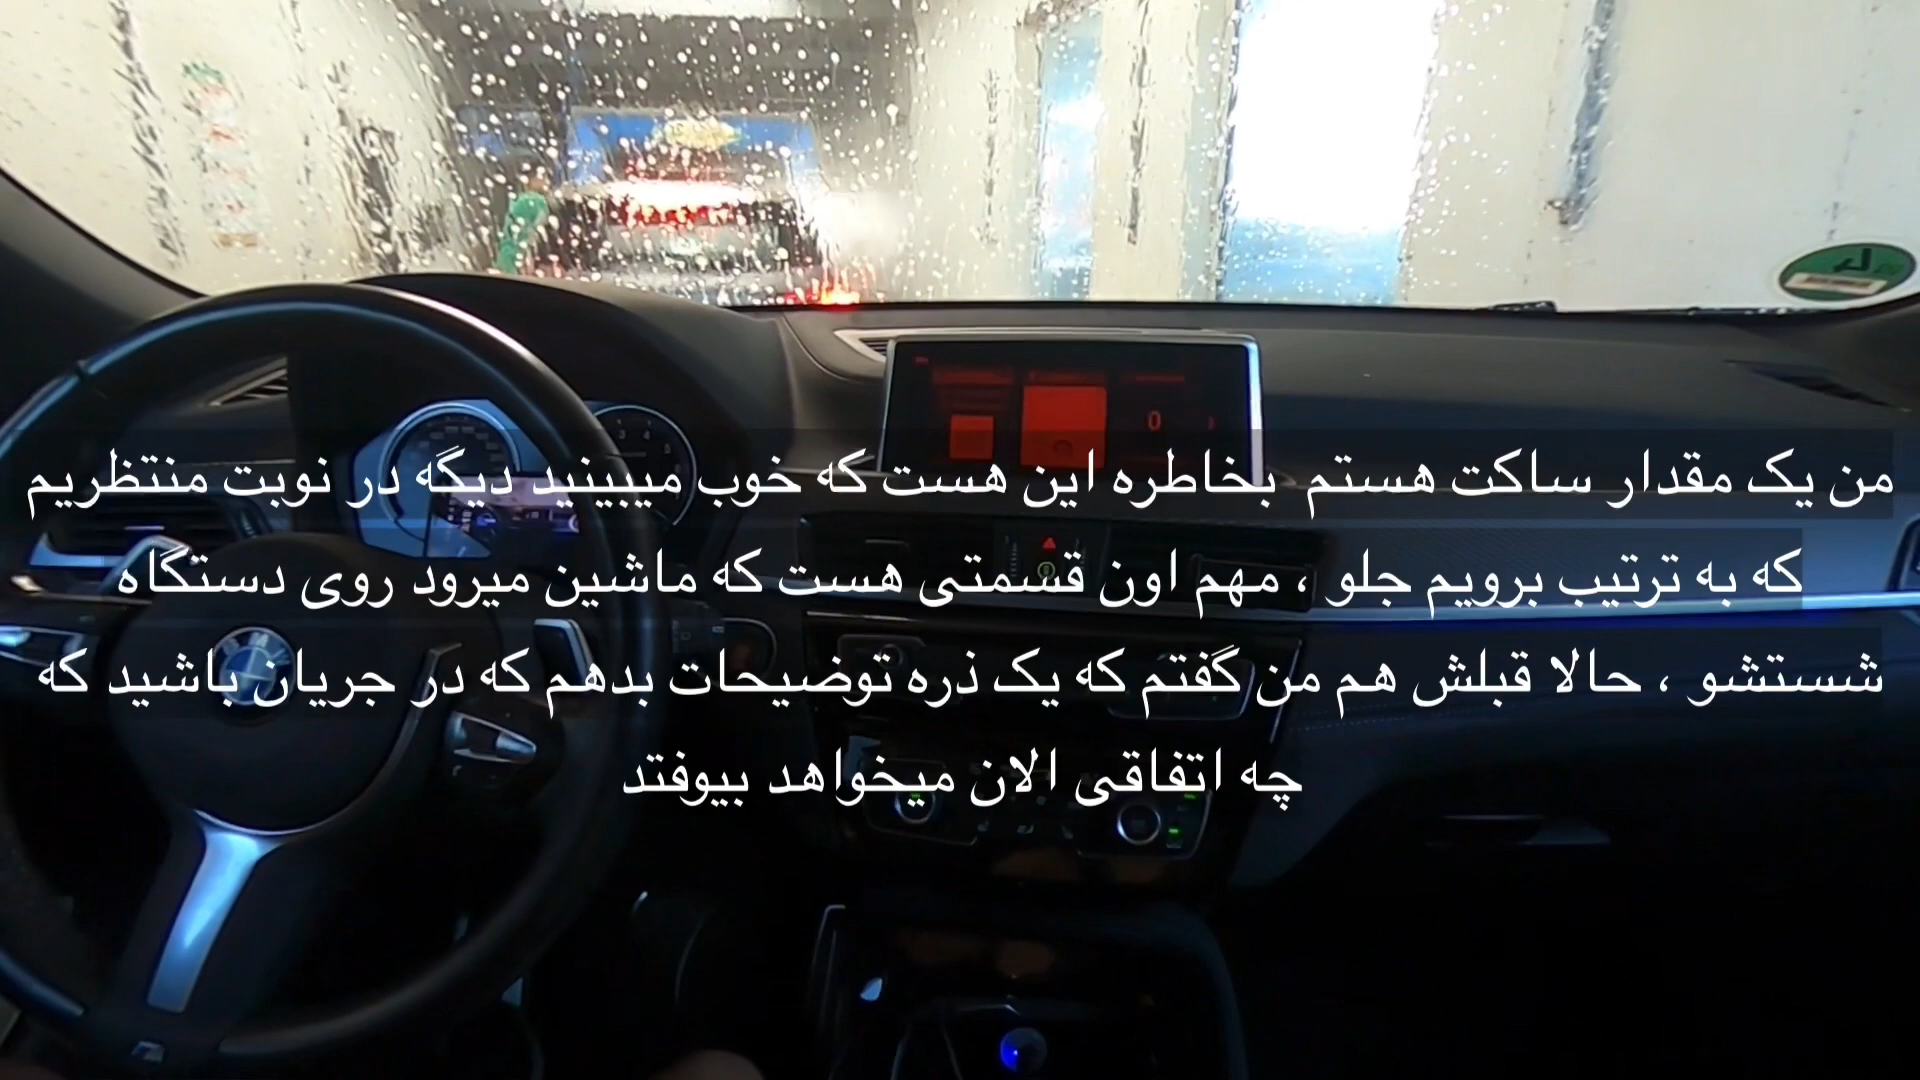 من یک مقدار ساکت هستم بخاطره این هست که خوب میبینید دیگه در نوبت منتظریم
که به ترتیب برویم جلو ، مهم اون قسمتی هست که ماشین میرود روی دستگاه
شستشو ، حالا قبلش هم من گفتم که یک ذره توضیحات بدهم که در جریان باشید که
چه اتفاقی الان میخواهد بیوفتد
0